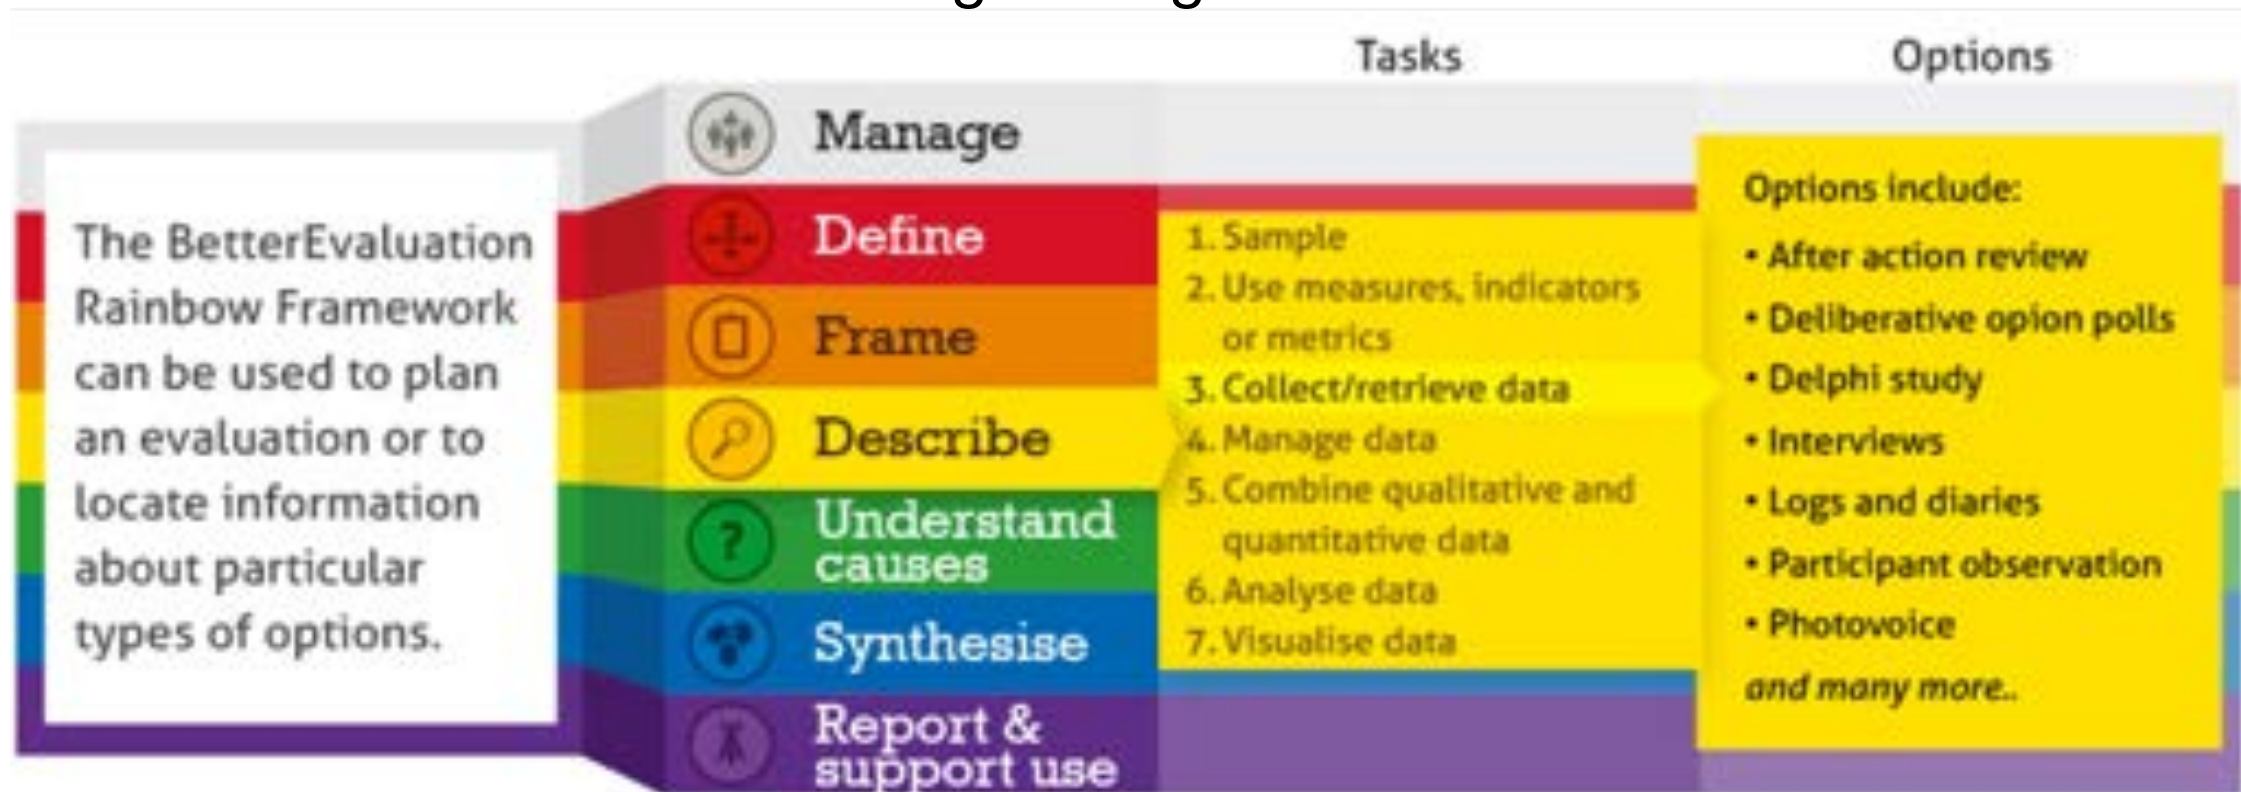 Tasks
Options
The BetterEvaluation
Rainbow Framework
can be used to plan
an evaluation or to
locate information
about particular
types of options.
Manage
Define
Frame
Describe
Understand
causes
Synthesise
Report &
support use
1. Sample
2. Use measures, indicators
or metrics
3. Collect/retrieve data
4. Manage data
5. Combine qualitative and
quantitative data
6. Analyse data
7. Visualise data
Options include:
• After action review
• Deliberative opion polls
• Delphi study
• Interviews
• Logs and diaries
• Participant observation
• Photovoice
and many more..